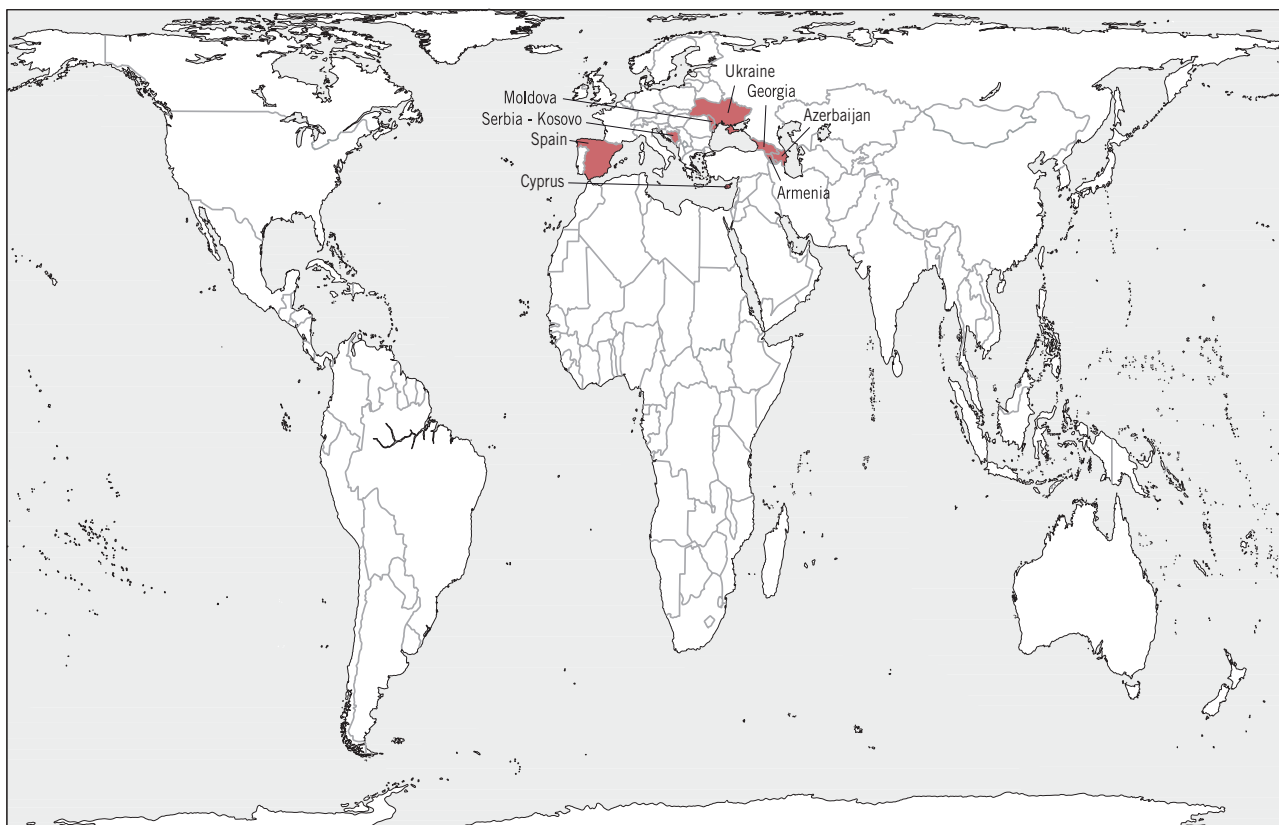 Ukraine
Georgia
Moldova
Azerbaijan
Serbia - Kosovo
Spain
Cyprus
Armenia